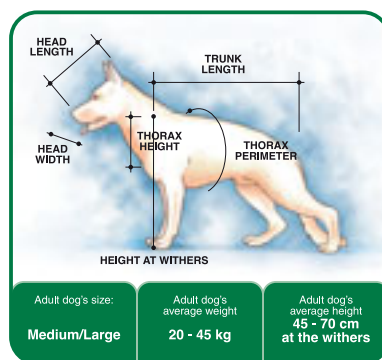 HEAD
LENGTH
TRUNK
LENGTH
THORAX
HEIGHT
THORAX
PERIMETER
HEAD
WIDTH
HEIGHT AT WITHERS
Adult dog's size:
Medium/Large
Adult dog's
average weight
20 - 45 kg
Adult dog's
average height
45 - 70 cm
at the withers